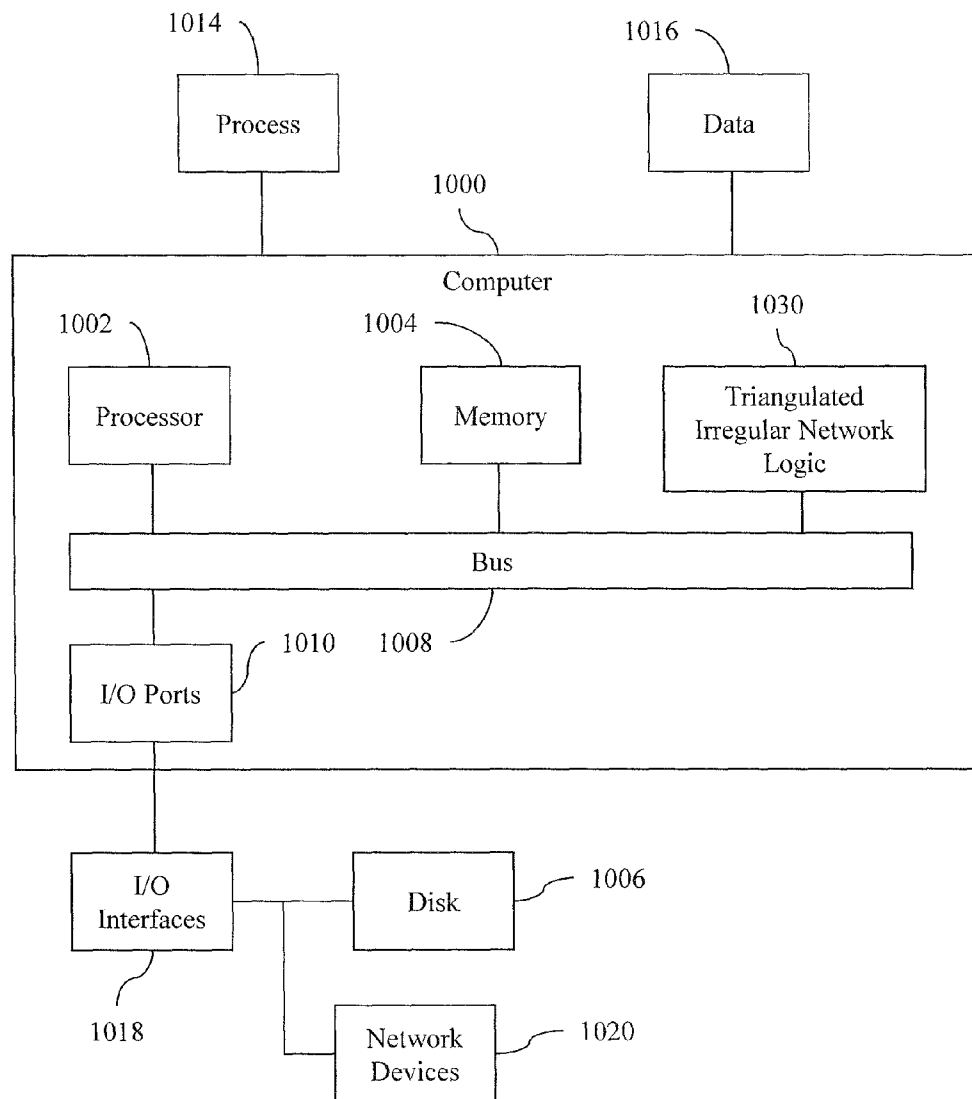 1014
1016
Process
Data
1000
Computer
1002
1004
1030
Processor
Memory
Triangulated
Irregular Network
Logic
Bus
1010
1008
I/O Ports
I/O
Interfaces
Disk
1006
1018
Network
Devices
1020